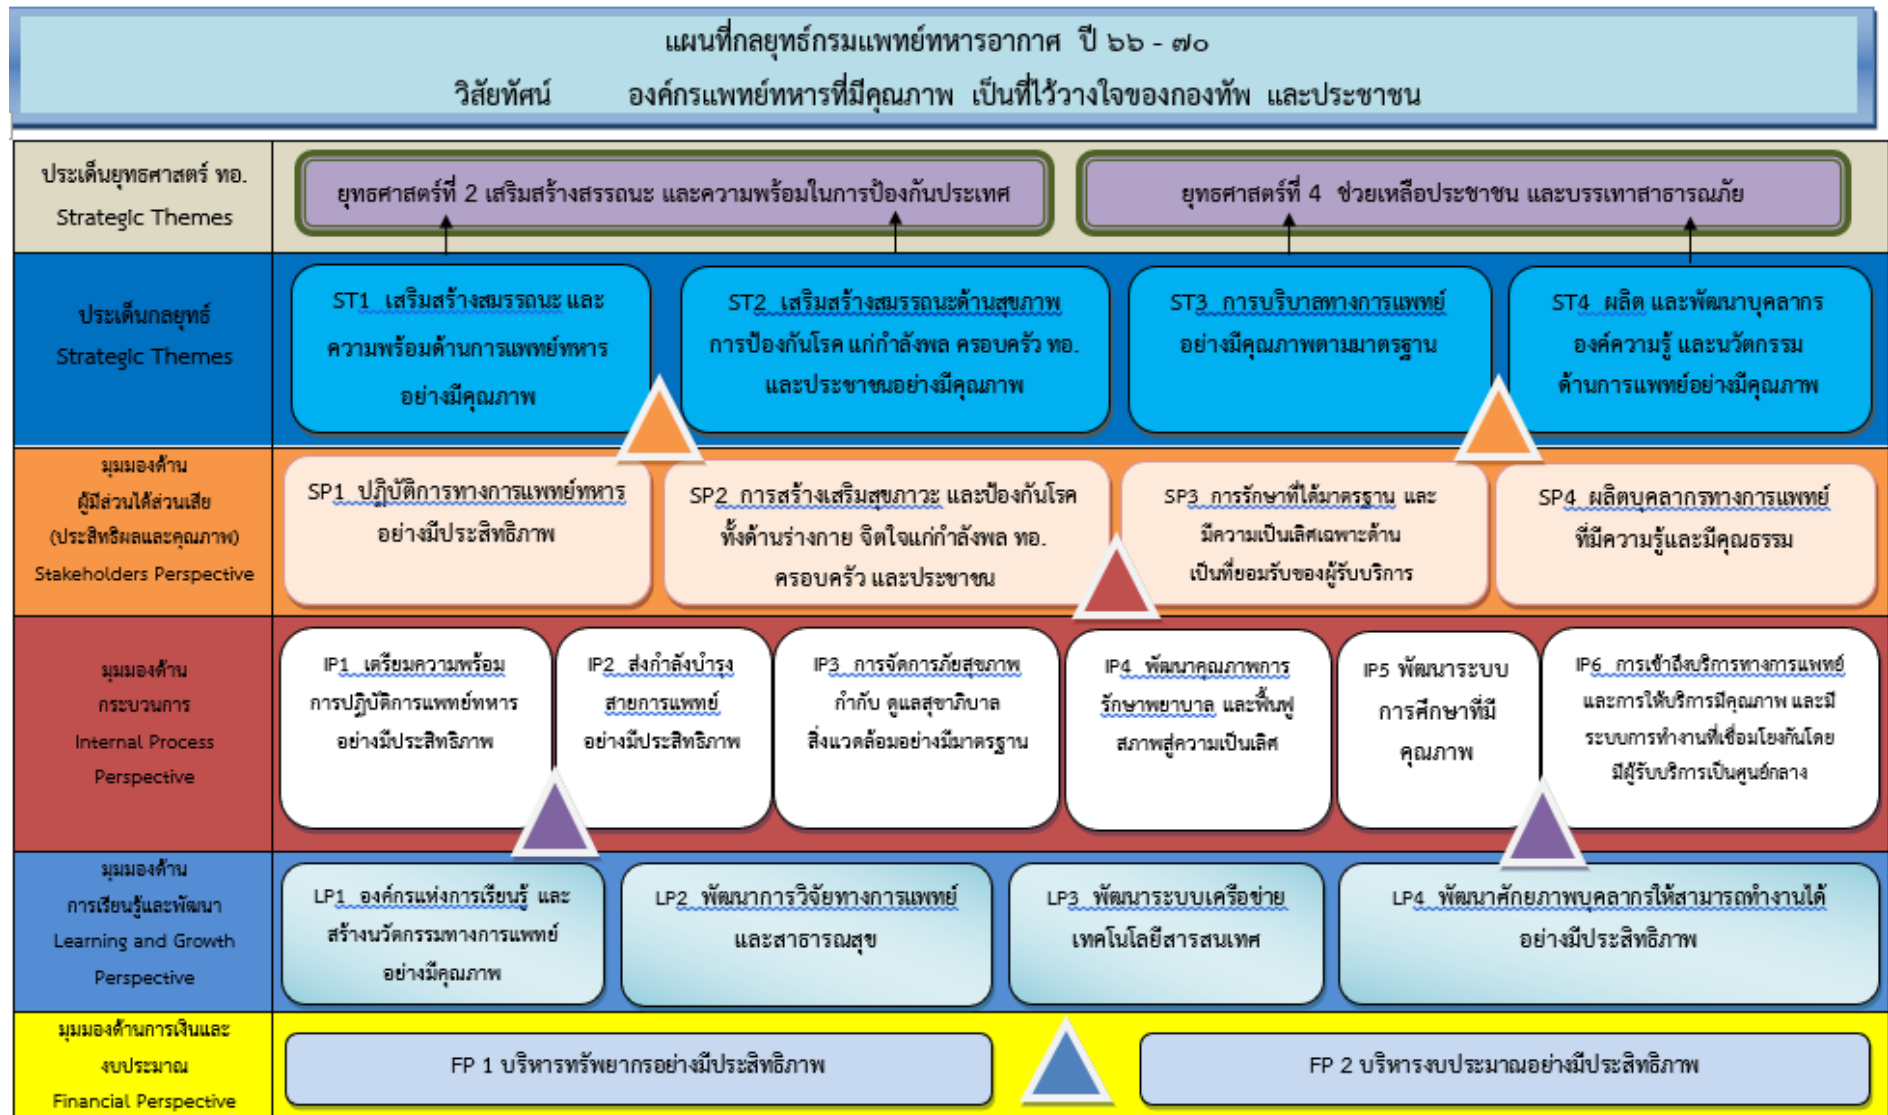 แผนที่กลยุทธ์กรมแพทย์ทหารอากาศ ปี ๖๖ - ๗๐
วิสัยทัศน์ องค์กรแพทย์ทหารที่มีคุณภาพ เป็นที่ไว้วางใจของกองทัพ และประชาชน
ประเด็นยุทธศาสตร์ ทอ.
Strategic Themes
ยุทธศาสตร์ที่ 2 เสริมสร้างสรรถนะ และความพร้อมในการป้องกันประเทศ
ยุทธศาสตร์ที่ 4 ช่วยเหลือประชาชน และบรรเทาสาธารณภัย
ประเด็นกลยุทธ์
Strategic Themes
ST1 เสริมสร้างสมรรถนะ และ
ความพร้อมด้านการแพทย์ทหาร
อย่างมีคุณภาพ
ST2 เสริมสร้างสมรรถนะด้านสุขภาพ
การป้องกันโรค แก่กำลังพล ครอบครัว ทอ.
และประชาชนอย่างมีคุณภาพ
ST3 การบริบาลทางการแพทย์
อย่างมีคุณภาพตามมาตรฐาน
ST4 ผลิต และพัฒนาบุคลากร
องค์ความรู้ และนวัตกรรม
ด้านการแพทย์อย่างมีคุณภาพ
มุมมองด้าน
ผู้มีส่วนได้ส่วนเสีย
(ประสิทธิผลและคุณภาพ)
Stakeholders Perspective
SP1 ปฏิบัติการทางการแพทย์ทหาร
อย่างมีประสิทธิภาพ
SP2 การสร้างเสริมสุขภาวะ และป้องกันโรค
ทั้งด้านร่างกาย จิตใจแก่กำลังพล ทอ.
ครอบครัว และประชาชน
SP3 การรักษาที่ได้มาตรฐาน และ
มีความเป็นเลิศเฉพาะด้าน
เป็นที่ยอมรับของผู้รับบริการ
SP4 ผลิตบุคลากรทางการแพทย์
ที่มีความรู้และมีคุณธรรม
มุมมองด้าน
กระบวนการ
Internal Process
Perspective
IP1 เตรียมความพร้อม
การปฏิบัติการแพทย์ทหาร
อย่างมีประสิทธิภาพ
IP2 ส่งกำลังบำรุง
สายการแพทย์
อย่างมีประสิทธิภาพ
IP3 การจัดการภัยสุขภาพ
กำกับ ดูแลสุขาภิบาล
สิ่งแวดล้อมอย่างมีมาตรฐาน
IP4 พัฒนาคุณภาพการ
รักษาพยาบาล และฟื้นฟู
สภาพสู่ความเป็นเลิศ
IP5 พัฒนาระบบ
การศึกษาที่มี
คุณภาพ
IP6 การเข้าถึงบริการทางการแพทย์
และการให้บริการมีคุณภาพ และมี
ระบบการทำงานที่เชื่อมโยงกันโดย
มีผู้รับบริการเป็นศูนย์กลาง
มุมมองด้าน
การเรียนรู้และพัฒนา
Learning and Growth
Perspective
LP1 องค์กรแห่งการเรียนรู้ และ
สร้างนวัตกรรมทางการแพทย์
อย่างมีคุณภาพ
LP2 พัฒนาการวิจัยทางการแพทย์
และสาธารณสุข
LP3 พัฒนาระบบเครือข่าย
เทคโนโลยีสารสนเทศ
LP4 พัฒนาศักยภาพบุคลากรให้สามารถทำงานได้
อย่างมีประสิทธิภาพ
มุมมองด้านการเงินและ
งบประมาณ
Financial Perspective
FP 1 บริหารทรัพยากรอย่างมีประสิทธิภาพ
FP 2 บริหารงบประมาณอย่างมีประสิทธิภาพ